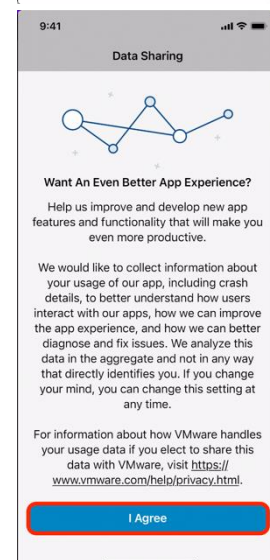 9:41
Data Sharing
Want An Even Better App Experience?
Help us improve and develop new app
features and functionality that will make you
even more productive.
We would like to collect information about
your usage of our app, including crash
details, to better understand how users
interact with our apps, how we can improve
the app experience, and how we can better
diagnose and fix issues. We analyze this
data in the aggregate and not in any way
that directly identifies you. If you change
your mind, you can change this setting at
any time.
For information about how VMware handles
your usage data if you elect to share this
data with VMware, visit https://
www.vmware.com/help/privacy.html.
I Agree